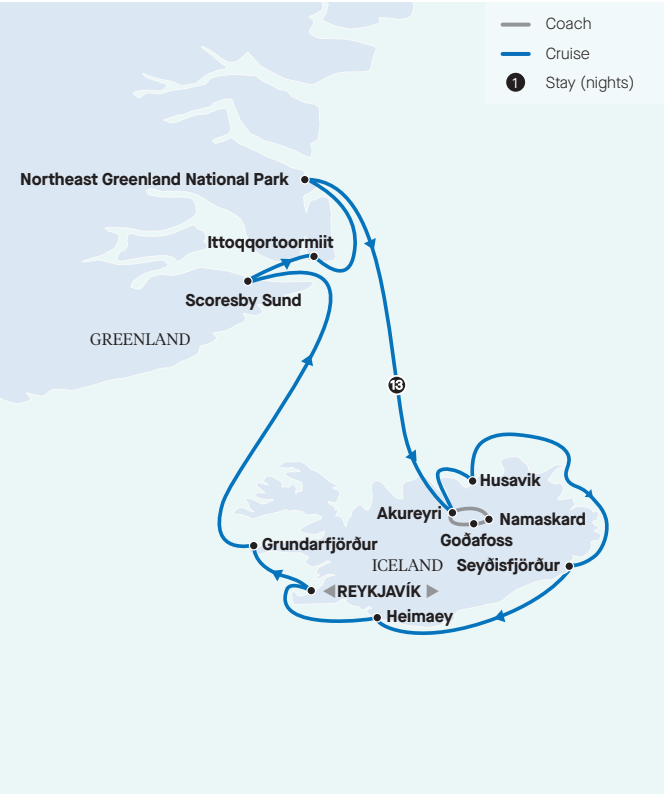 Coach
Cruise
1 Stay (nights)
Northeast Greenland National Park
Ittoqqortoormiit
Scoresby Sund
GREENLAND
13
Husavik
Akureyri
Namaskard
Goðafoss
Grundarfjörður
ICELAND
Seyðisfjörður
REYKJAVÍK
Heimaey